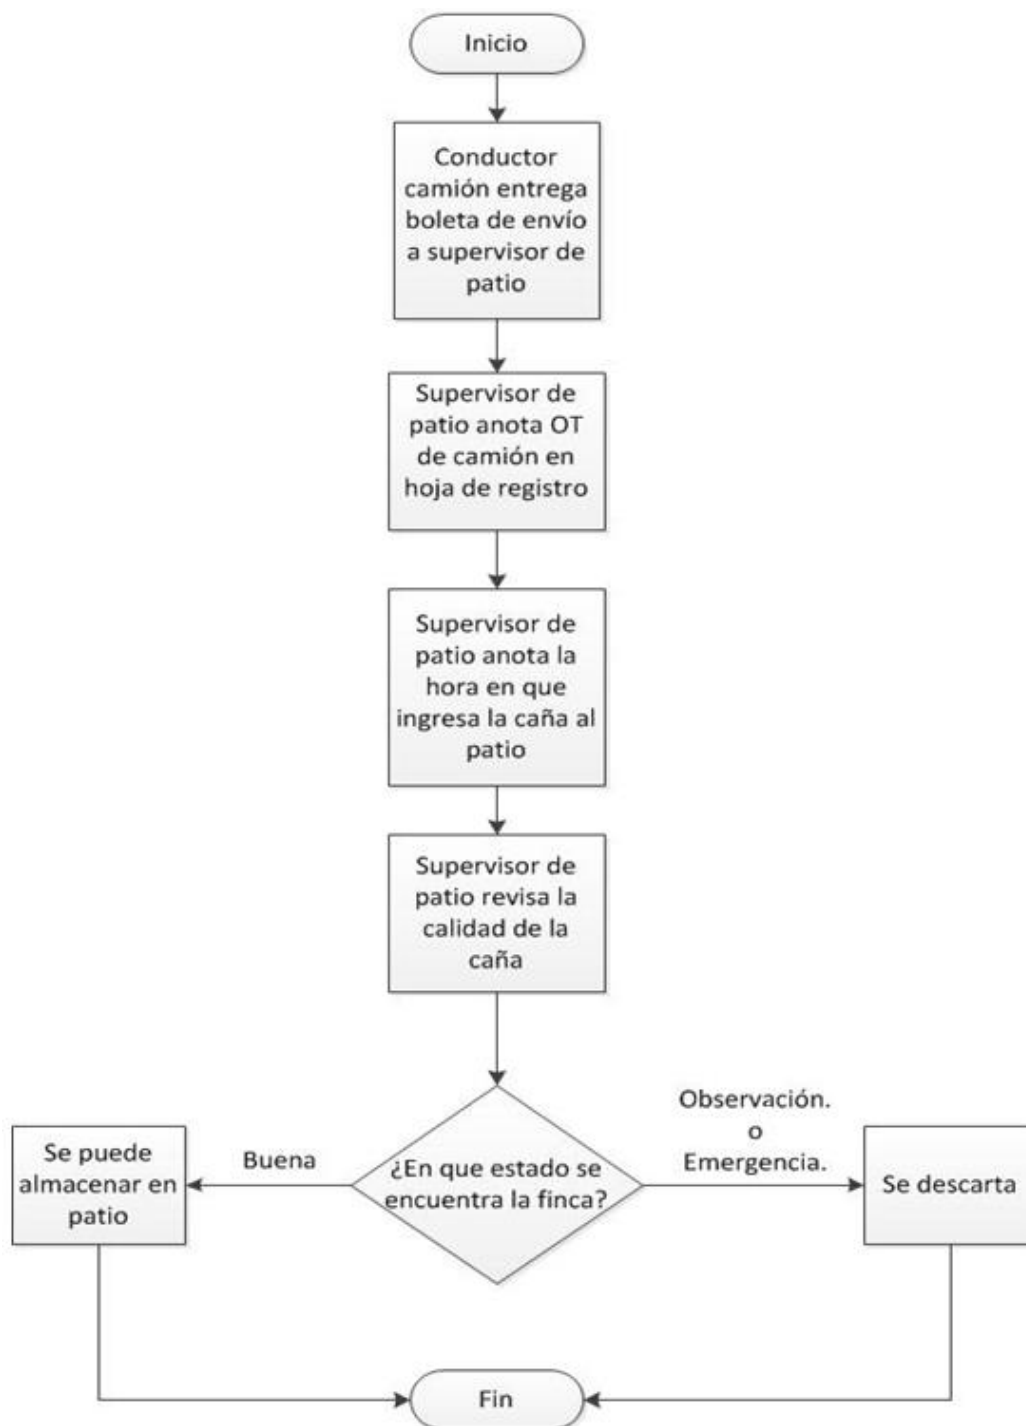 Inicio
Conductor
camión entrega
boleta de envío
a supervisor de
patio
Supervisor de
patio anota OT
de camión en
hoja de registro
Supervisor de
patio anota la
hora en que
ingresa la caña al
patio
Supervisor de
patio revisa la
calidad de la
caña
¿En que estado se
encuentra la finca?
Buena
Se puede
almacenar en
patio
Observación.
o
Emergencia.
Se descarta
Fin